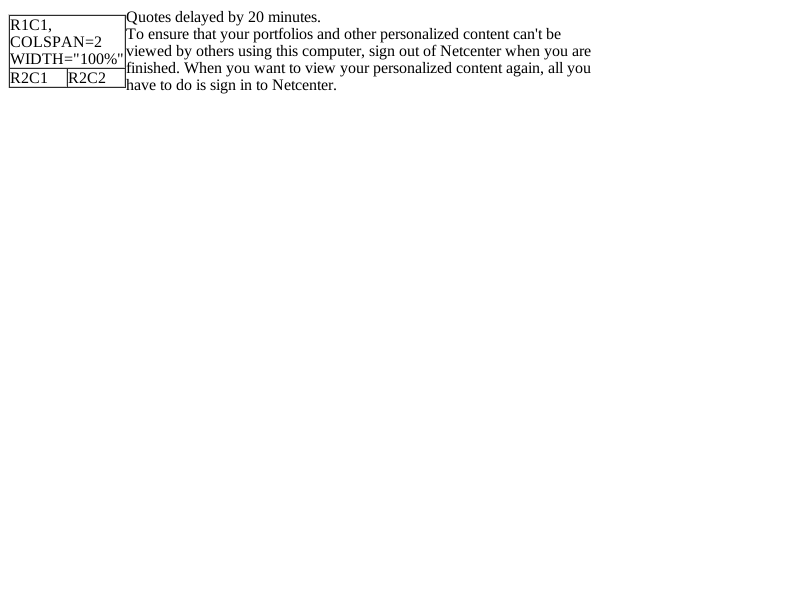 R1C1,
COLSPAN=2
WIDTH="100%"
R2C1 R2C2
Quotes delayed by 20 minutes.
To ensure that your portfolios and other personalized content can't be
viewed by others using this computer, sign out of Netcenter when you are
finished. When you want to view your personalized content again, all you
have to do is sign in to Netcenter.